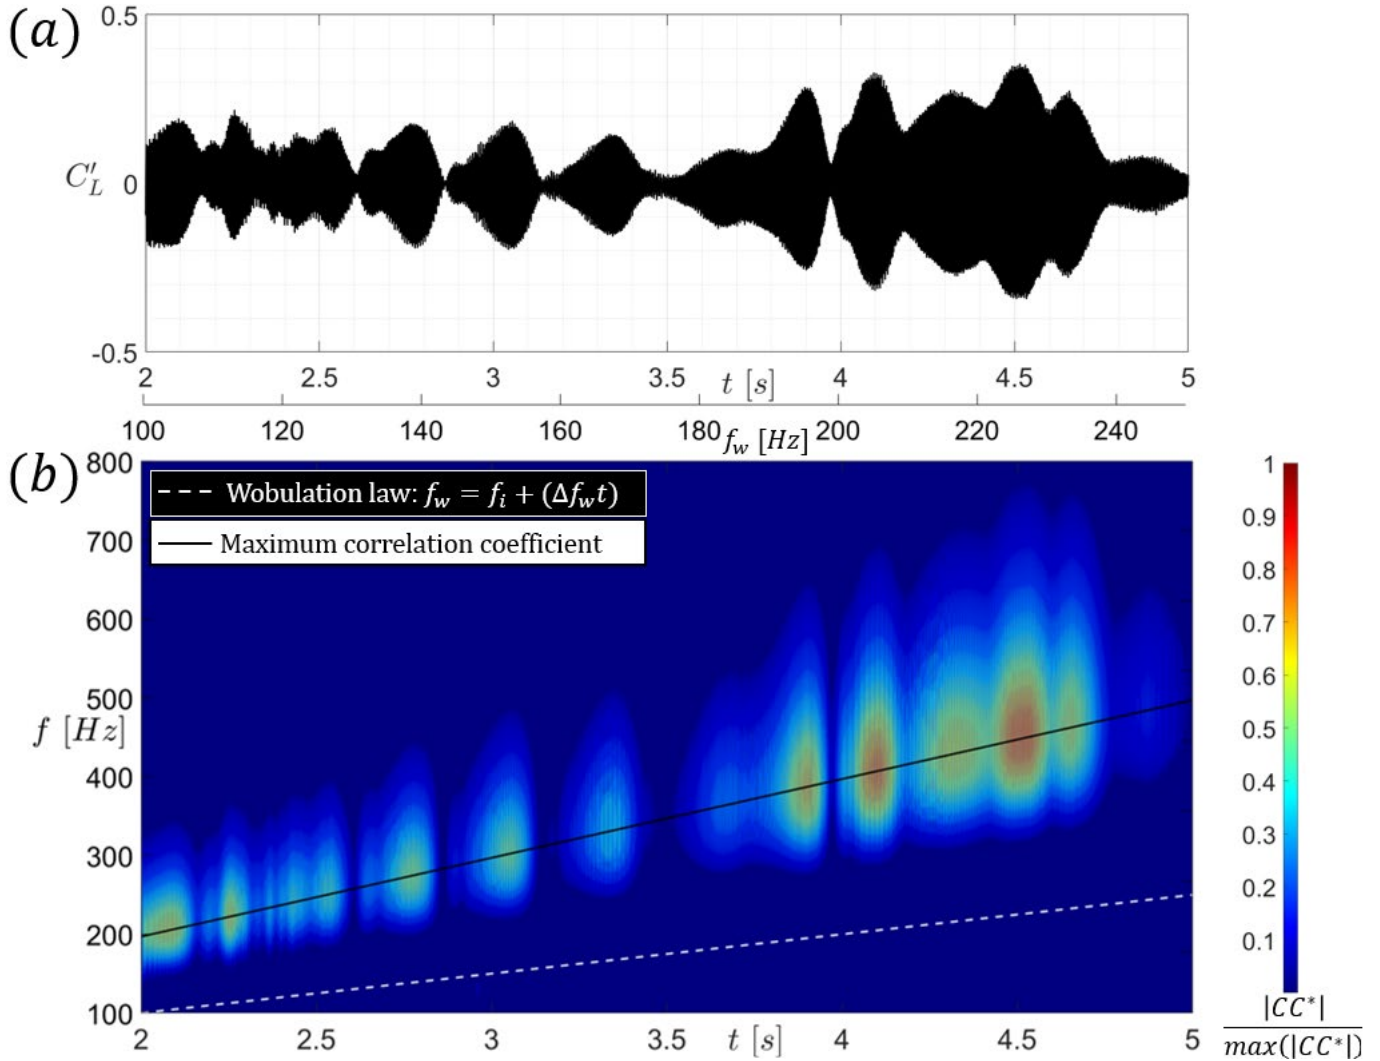 (a)
0.5
C′_L 0
-0.5
2 2.5 3 3.5 t [s] 4 4.5 5
100 120 140 160 180 f_w [Hz] 200 220 240
(b)
800
700
600
500
f [Hz]
400
300
200
100
Wobulation law: f_w = f_i + (Δf_w t)
Maximum correlation coefficient
2 2.5 3 3.5 t [s] 4 4.5 5
1
0.9
0.8
0.7
0.6
0.5
0.4
0.3
0.2
0.1
|CC*|
max(|CC*|)